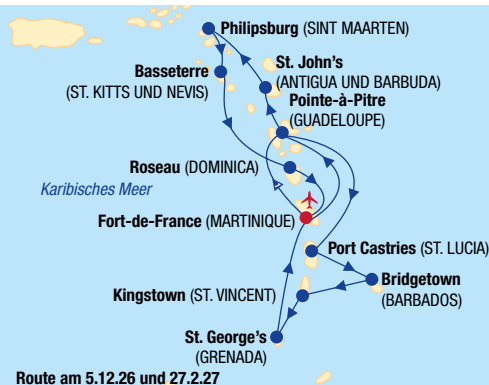 Philipsburg (SINT MAARTEN)
St. John's
(ANTIGUA UND BARBUDA)
Basseterre
(ST. KITTS UND NEVIS)
Pointe-à-Pitre
(GUADELOUPE)
Roseau (DOMINICA)
Karibisches Meer
Fort-de-France (MARTINIQUE)
Port Castries (ST. LUCIA)
Bridgetown
(BARBADOS)
Kingstown (ST. VINCENT)
St. George's
(GRENADA)
Route am 5.12.26 und 27.2.27